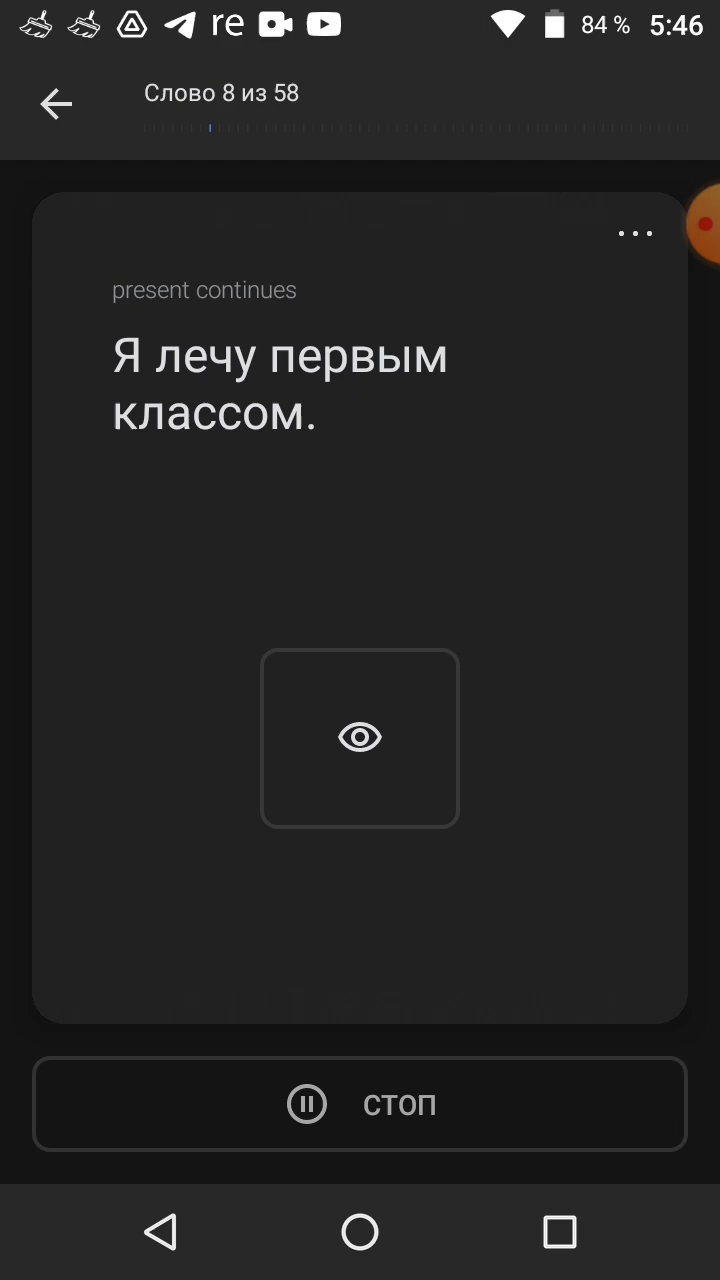 re 84 % 5:46
Слово 8 из 58
present continues
Я лечу первым
классом.
СТОП